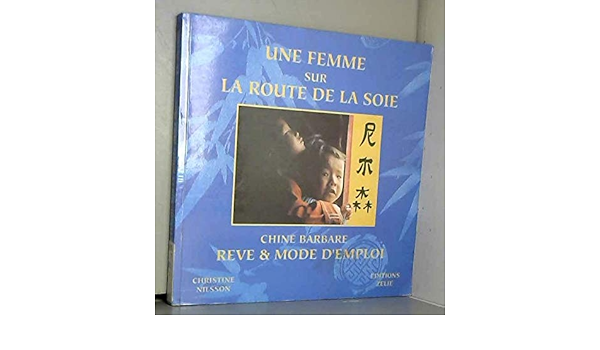 UNE FEMME
SUR
LA ROUTE DE LA SOIE
尼
尔
森
CHINE BARBARE
REVE & MODE D'EMPLOI
CHRISTINE
NILSSON
EDITIONS
ZELIE